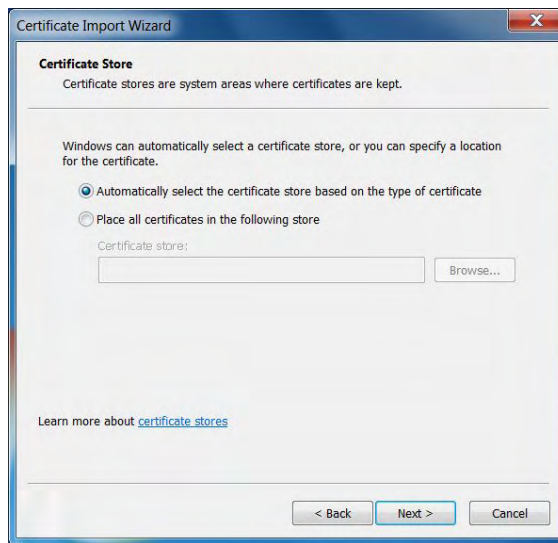 Certificate Import Wizard
Certificate Store
Certificate stores are system areas where certificates are kept.
Windows can automatically select a certificate store, or you can specify a location
for the certificate.
Automatically select the certificate store based on the type of certificate
Place all certificates in the following store
Certificate store:
Browse...
Learn more about certificate stores
< Back Next > Cancel